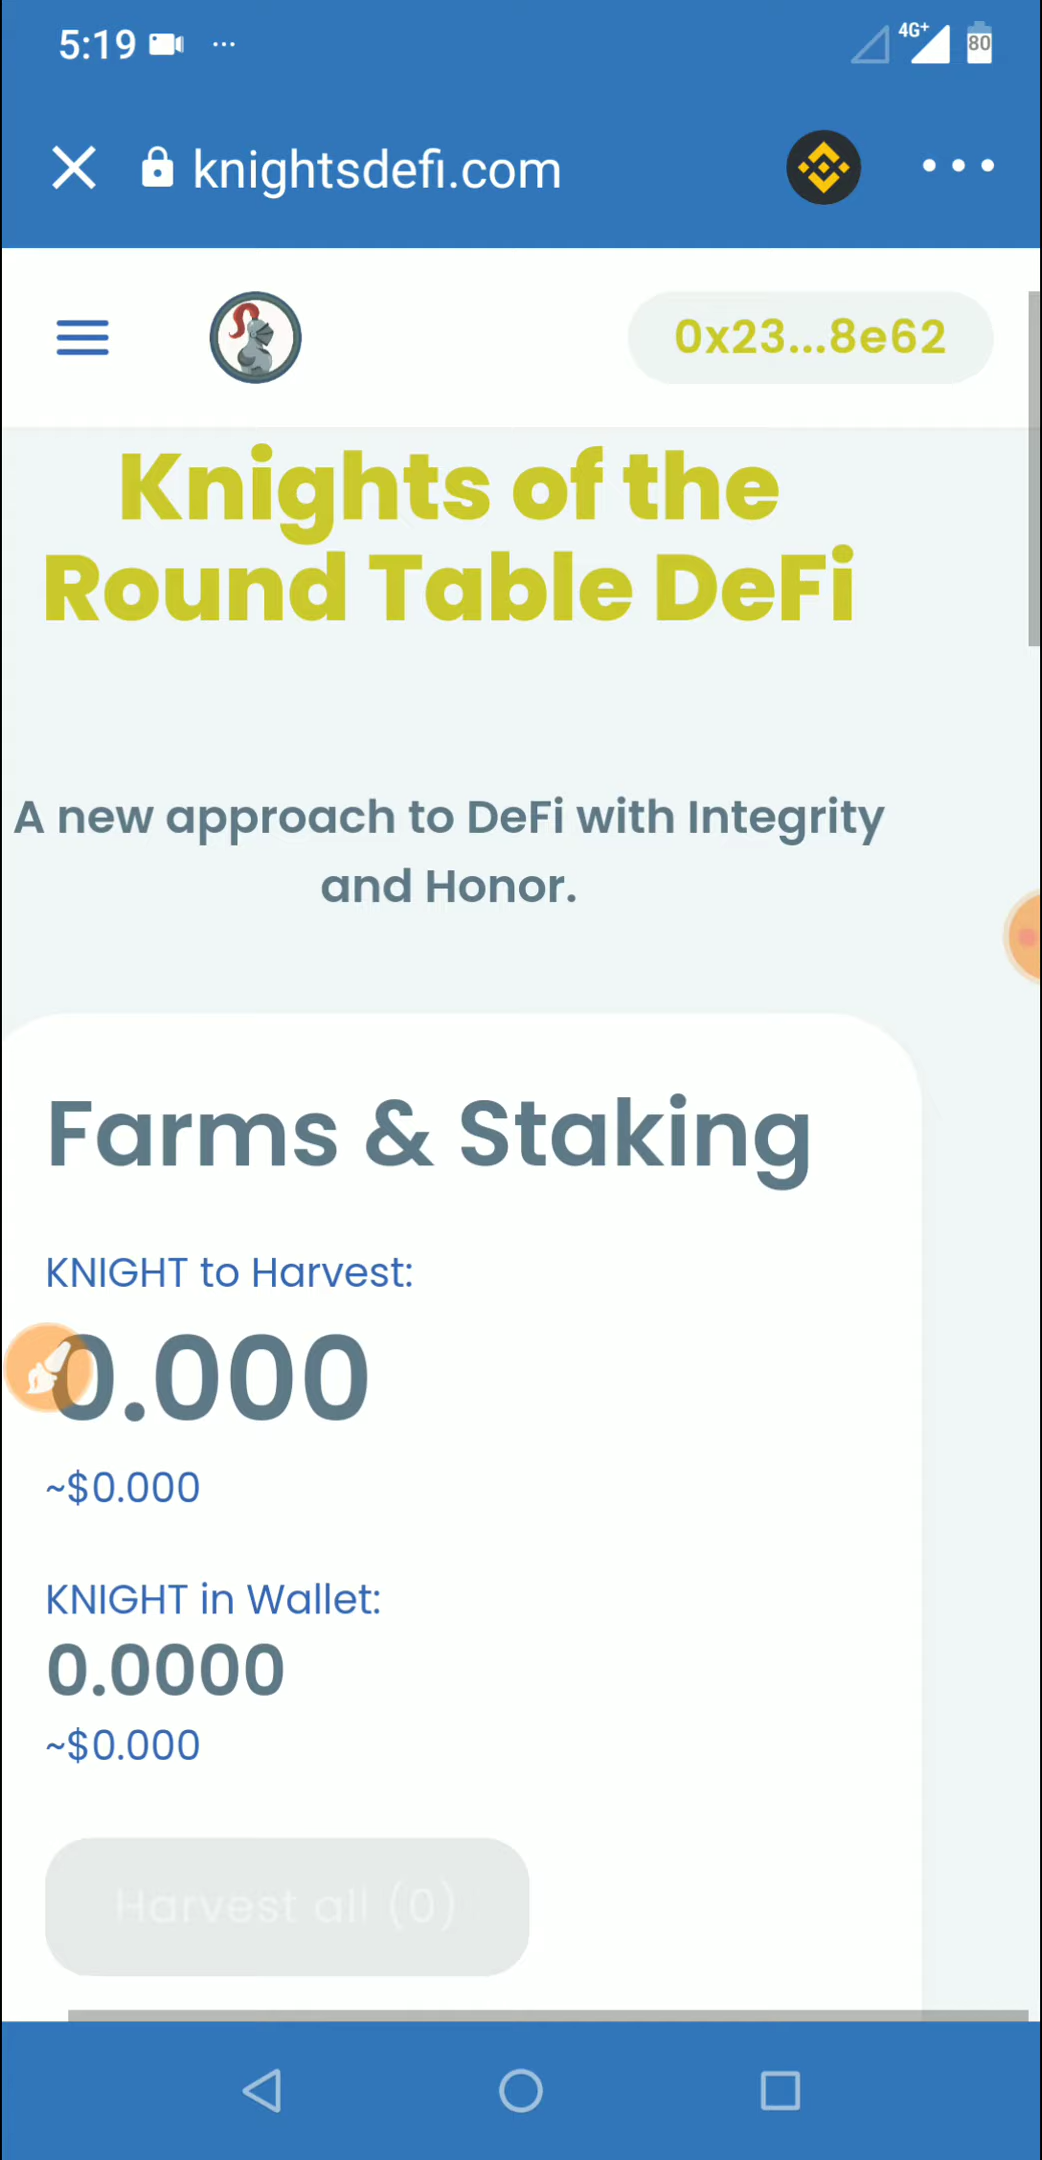 5:19
4G+
80
knightsdefi.com
0x23...8e62
Knights of the
Round Table DeFi
A new approach to DeFi with Integrity
and Honor.
Farms & Staking
KNIGHT to Harvest:
0.000
~$0.000
KNIGHT in Wallet:
0.0000
~$0.000
Harvest all (0)